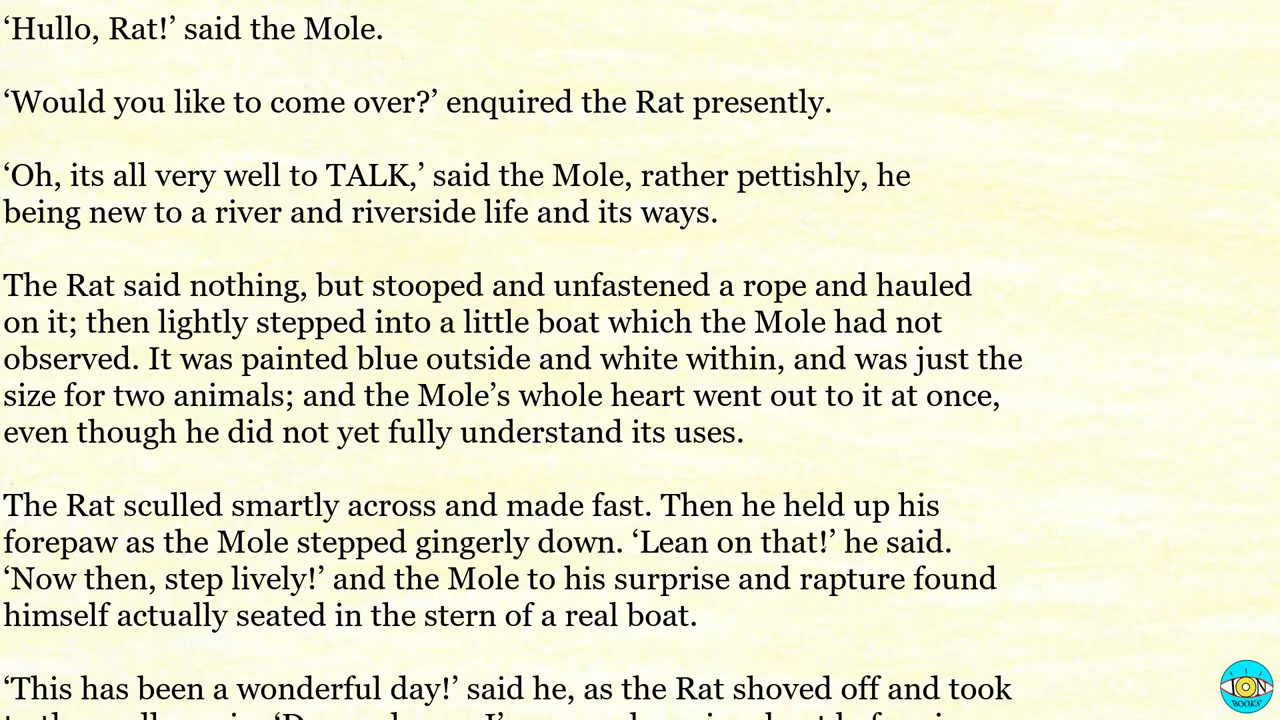 ‘Hullo, Rat!’ said the Mole.
‘Would you like to come over?’ enquired the Rat presently.
‘Oh, its all very well to TALK,’ said the Mole, rather pettishly, he
being new to a river and riverside life and its ways.
The Rat said nothing, but stooped and unfastened a rope and hauled
on it; then lightly stepped into a little boat which the Mole had not
observed. It was painted blue outside and white within, and was just the
size for two animals; and the Mole’s whole heart went out to it at once,
even though he did not yet fully understand its uses.
The Rat sculled smartly across and made fast. Then he held up his
forepaw as the Mole stepped gingerly down. ‘Lean on that!’ he said.
‘Now then, step lively!’ and the Mole to his surprise and rapture found
himself actually seated in the stern of a real boat.
‘This has been a wonderful day!’ said he, as the Rat shoved off and took
ION
BOOKS